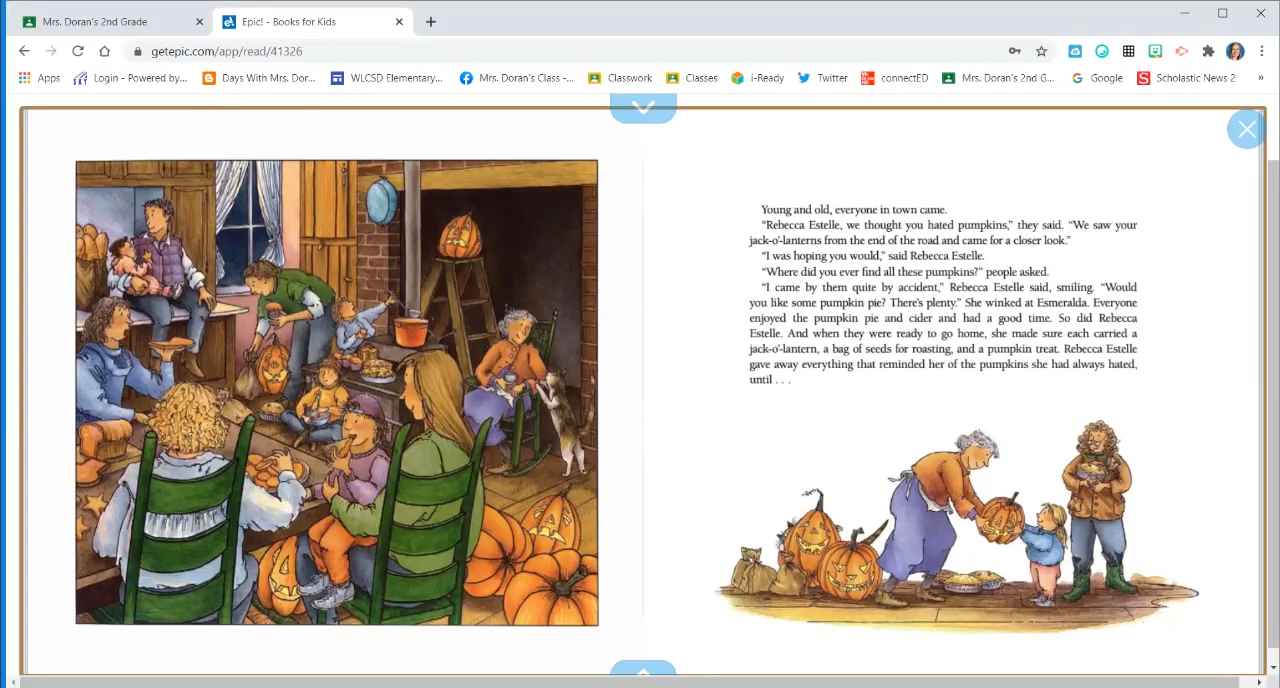 Mrs. Doran's 2nd Grade
Epic! - Books for Kids
getepic.com/app/read/41326
Apps
Login - Powered by...
Days With Mrs. Dor...
WLCSD Elementary...
Mrs. Doran's Class -...
Classwork
Classes
i-Ready
Twitter
connectED
Mrs. Doran's 2nd G...
Google
Scholastic News 2
»
Young and old, everyone in town came.
“Rebecca Estelle, we thought you hated pumpkins,” they said. “We saw your
jack-o’-lanterns from the end of the road and came for a closer look.”
“I was hoping you would,” said Rebecca Estelle.
“Where did you ever find all these pumpkins?” people asked.
“I came by them quite by accident,” Rebecca Estelle said, smiling. “Would
you like some pumpkin pie? There’s plenty.” She winked at Esmeralda. Everyone
enjoyed the pumpkin pie and cider and had a good time. So did Rebecca
Estelle. And when they were ready to go home, she made sure each carried a
jack-o’-lantern, a bag of seeds for roasting, and a pumpkin treat. Rebecca Estelle
gave away everything that reminded her of the pumpkins she had always hated,
until . . .